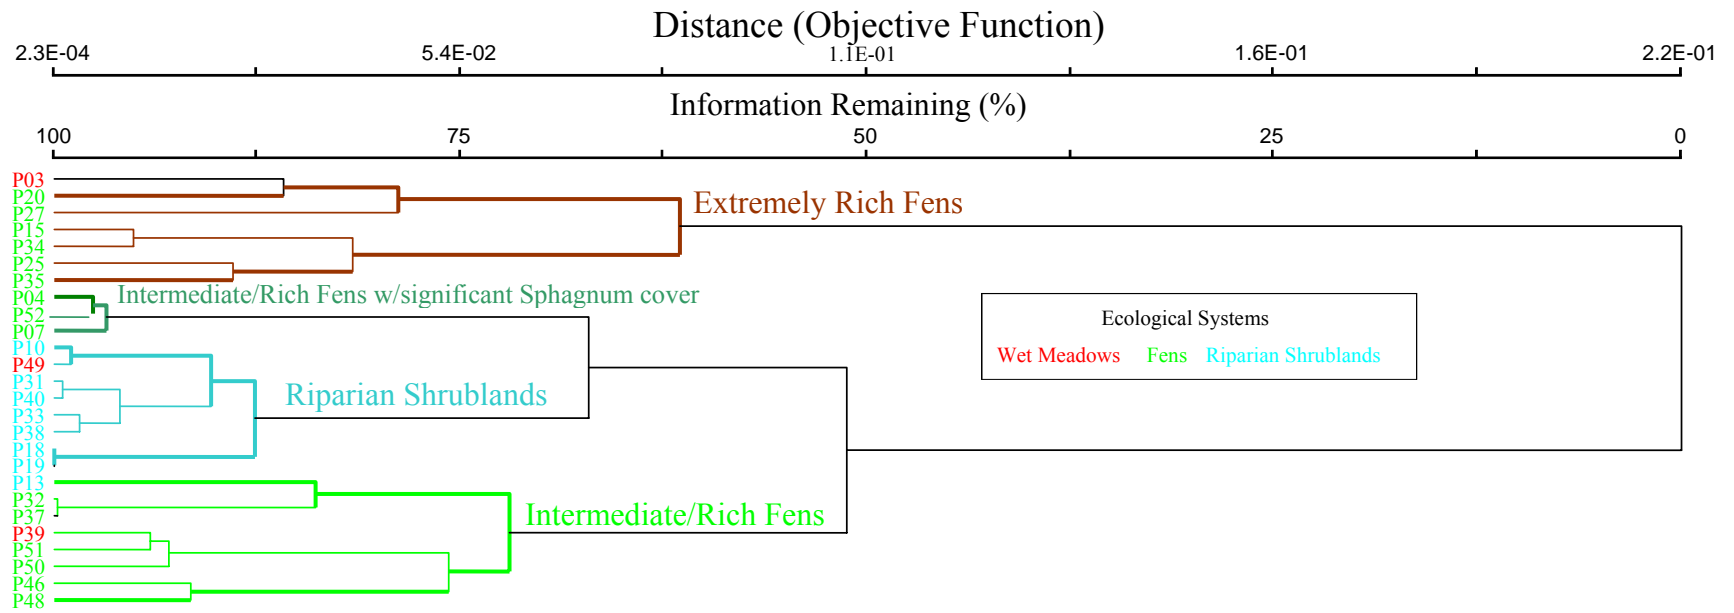 Distance (Objective Function)
2.3E-04 5.4E-02 1.1E-01 1.6E-01 2.2E-01
Information Remaining (%)
100 75 50 25 0
P03
P20
P27
P15
P34
P25
P35
P04
P52
P07
P10
P49
P31
P40
P33
P38
P18
P19
P13
P32
P37
P39
P51
P50
P46
P48
Extremely Rich Fens
Intermediate/Rich Fens w/significant Sphagnum cover
Riparian Shrublands
Intermediate/Rich Fens
Ecological Systems
Wet Meadows Fens Riparian Shrublands